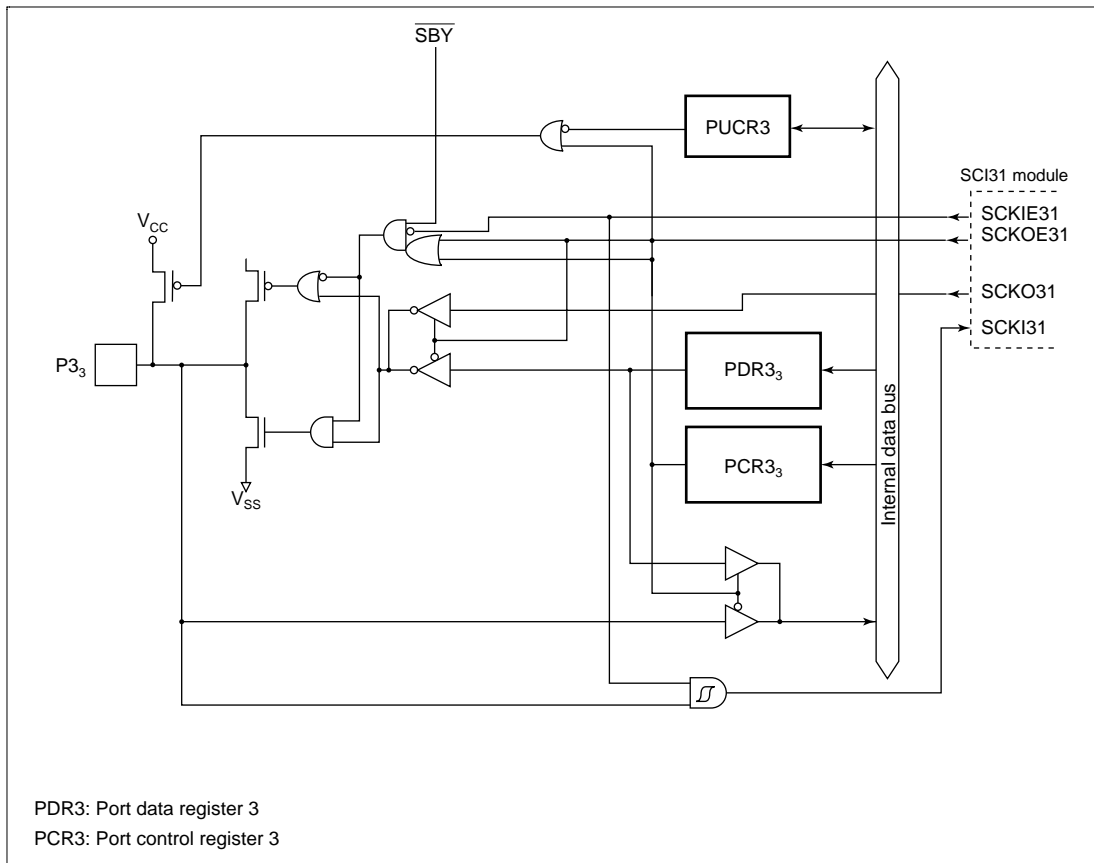 SBY
PUCR3
SCI31 module
SCKIE31
VCC
SCKOE31
SCKO31
SCKI31
P33
PDR33
PCR33
Internal data bus
VSS
PDR3: Port data register 3
PCR3: Port control register 3